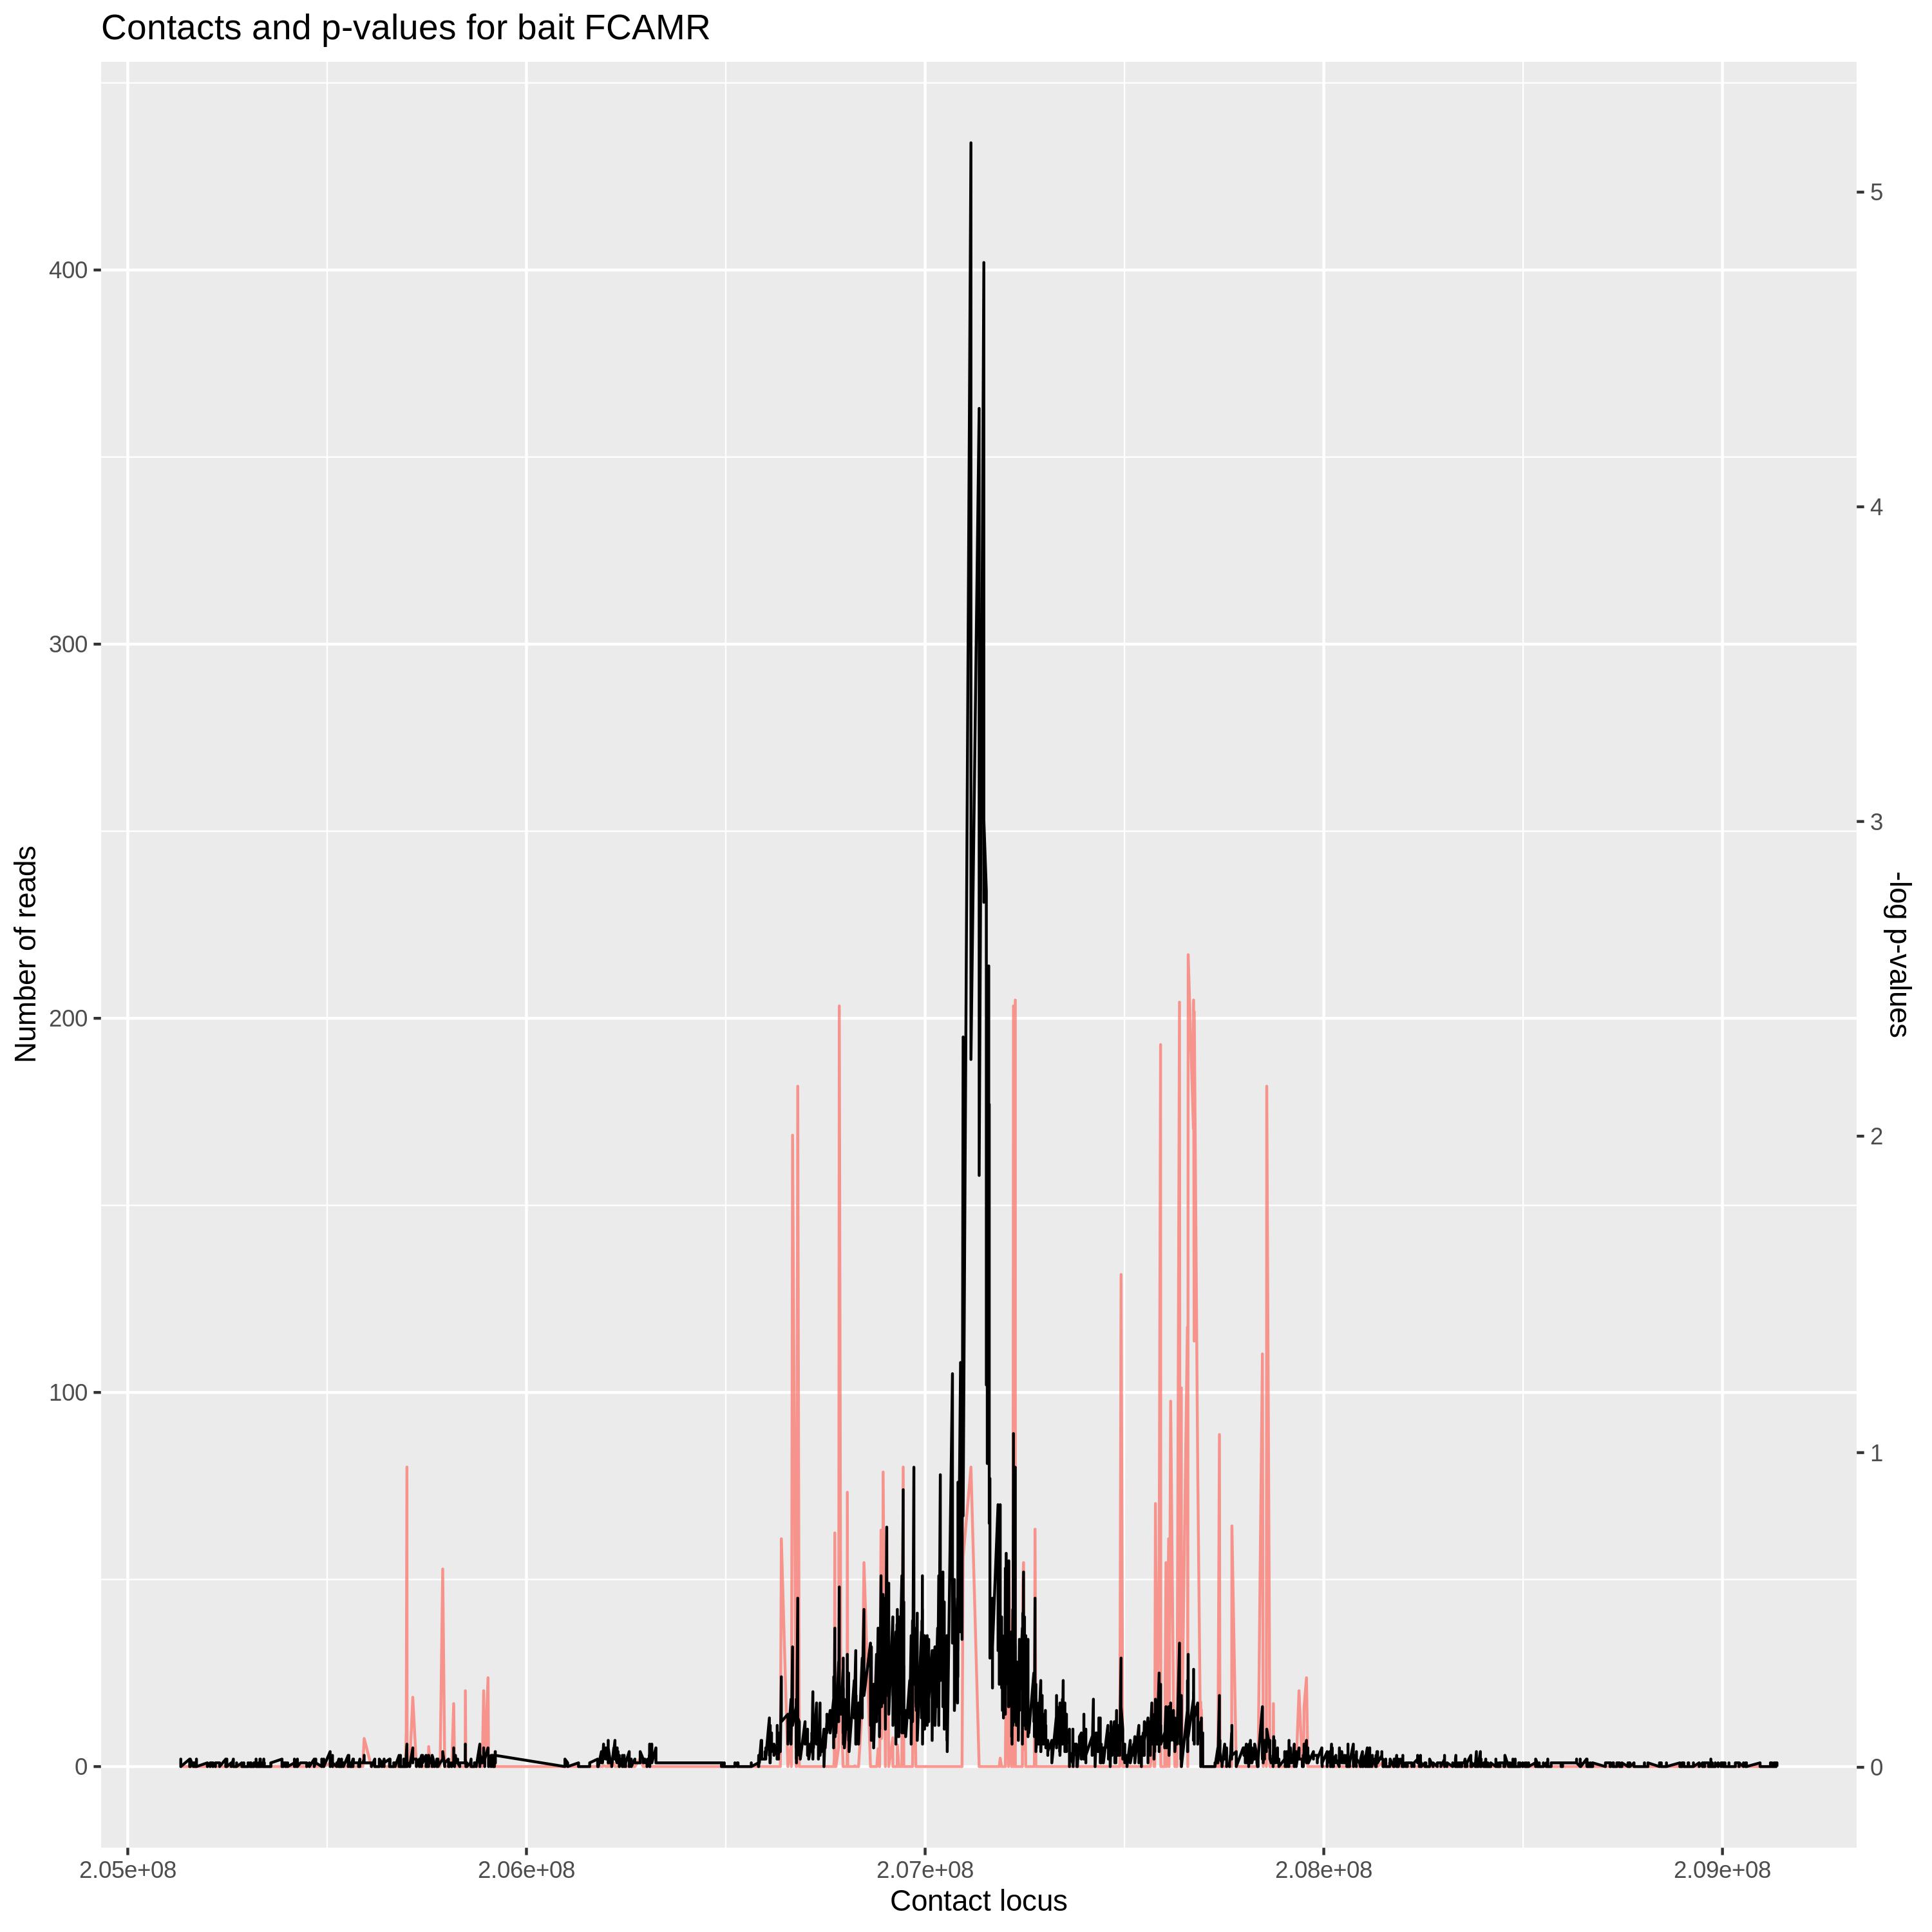 Contacts and p-values for bait FCAMR
Number of reads
400
300
200
100
0
5
4
3
2
1
0
-log p-values
2.05e+08
2.06e+08
2.07e+08
2.08e+08
2.09e+08
Contact locus